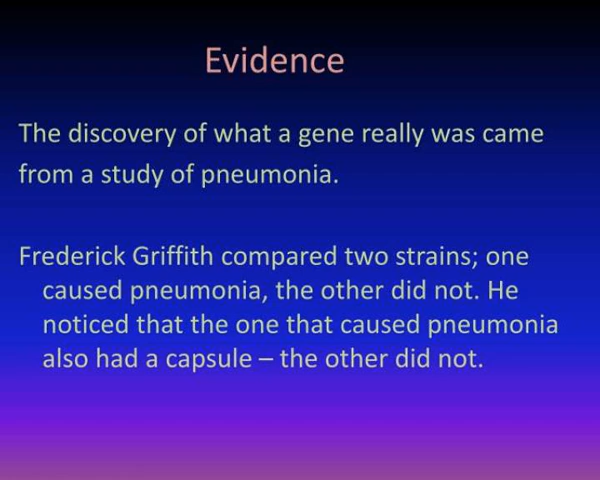 Evidence
The discovery of what a gene really was came
from a study of pneumonia.
Frederick Griffith compared two strains; one
caused pneumonia, the other did not. He
noticed that the one that caused pneumonia
also had a capsule – the other did not.